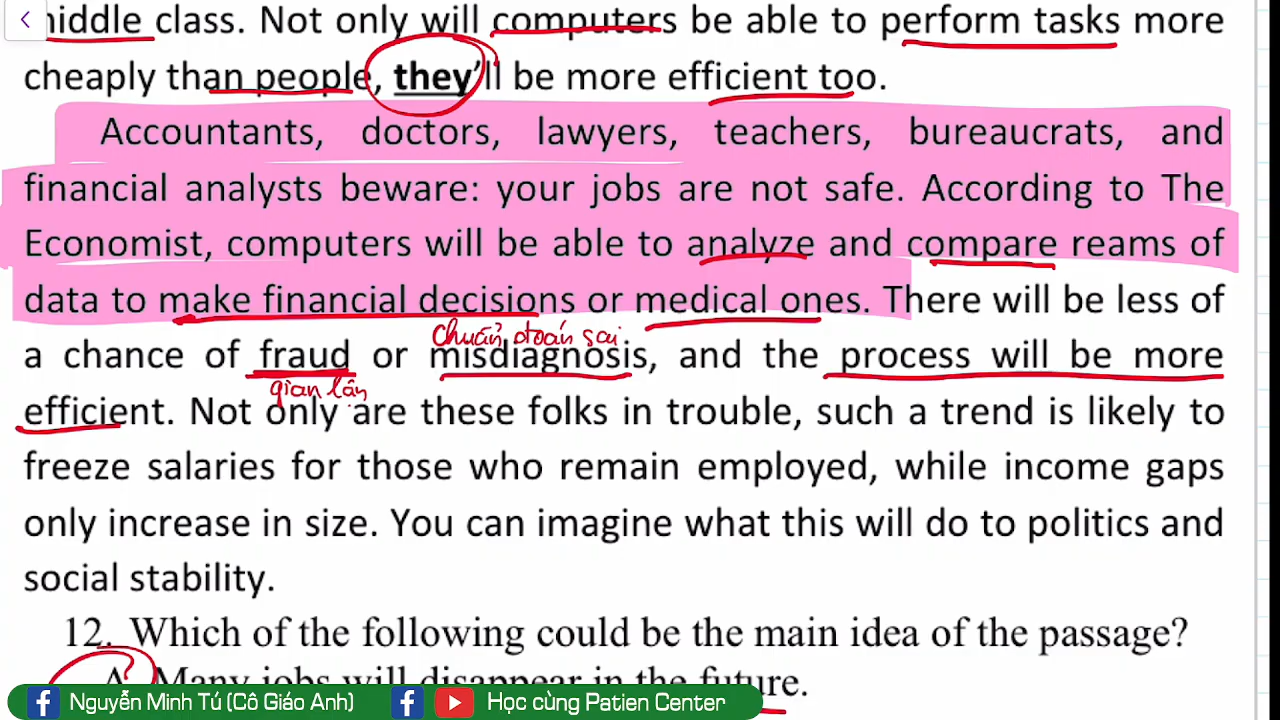 middle class. Not only will computers be able to perform tasks more
cheaply than people, they'll be more efficient too.
Accountants, doctors, lawyers, teachers, bureaucrats, and
financial analysts beware: your jobs are not safe. According to The
Economist, computers will be able to analyze and compare reams of
data to make financial decisions or medical ones. There will be less of
chuẩn đoán sai
a chance of fraud or misdiagnosis, and the process will be more
gian lận
efficient. Not only are these folks in trouble, such a trend is likely to
freeze salaries for those who remain employed, while income gaps
only increase in size. You can imagine what this will do to politics and
social stability.
12. Which of the following could be the main idea of the passage?
A. Many jobs will disappear in the future.
Nguyễn Minh Tú (Cô Giáo Anh) Học cùng Patien Center